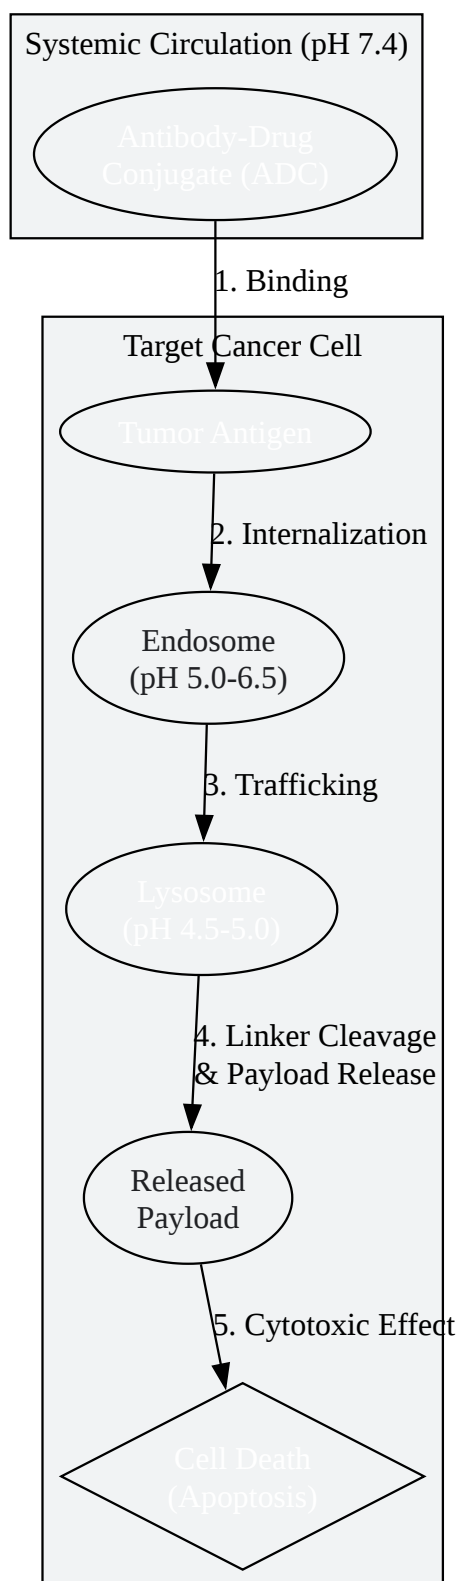 Systemic Circulation (pH 7.4)
Antibody-Drug
Conjugate (ADC)
1. Binding
Target Cancer Cell
Tumor Antigen
2. Internalization
Endosome
(pH 5.0-6.5)
3. Trafficking
Lysosome
(pH 4.5-5.0)
4. Linker Cleavage
& Payload Release
Released
Payload
5. Cytotoxic Effect
Cell Death
(Apoptosis)